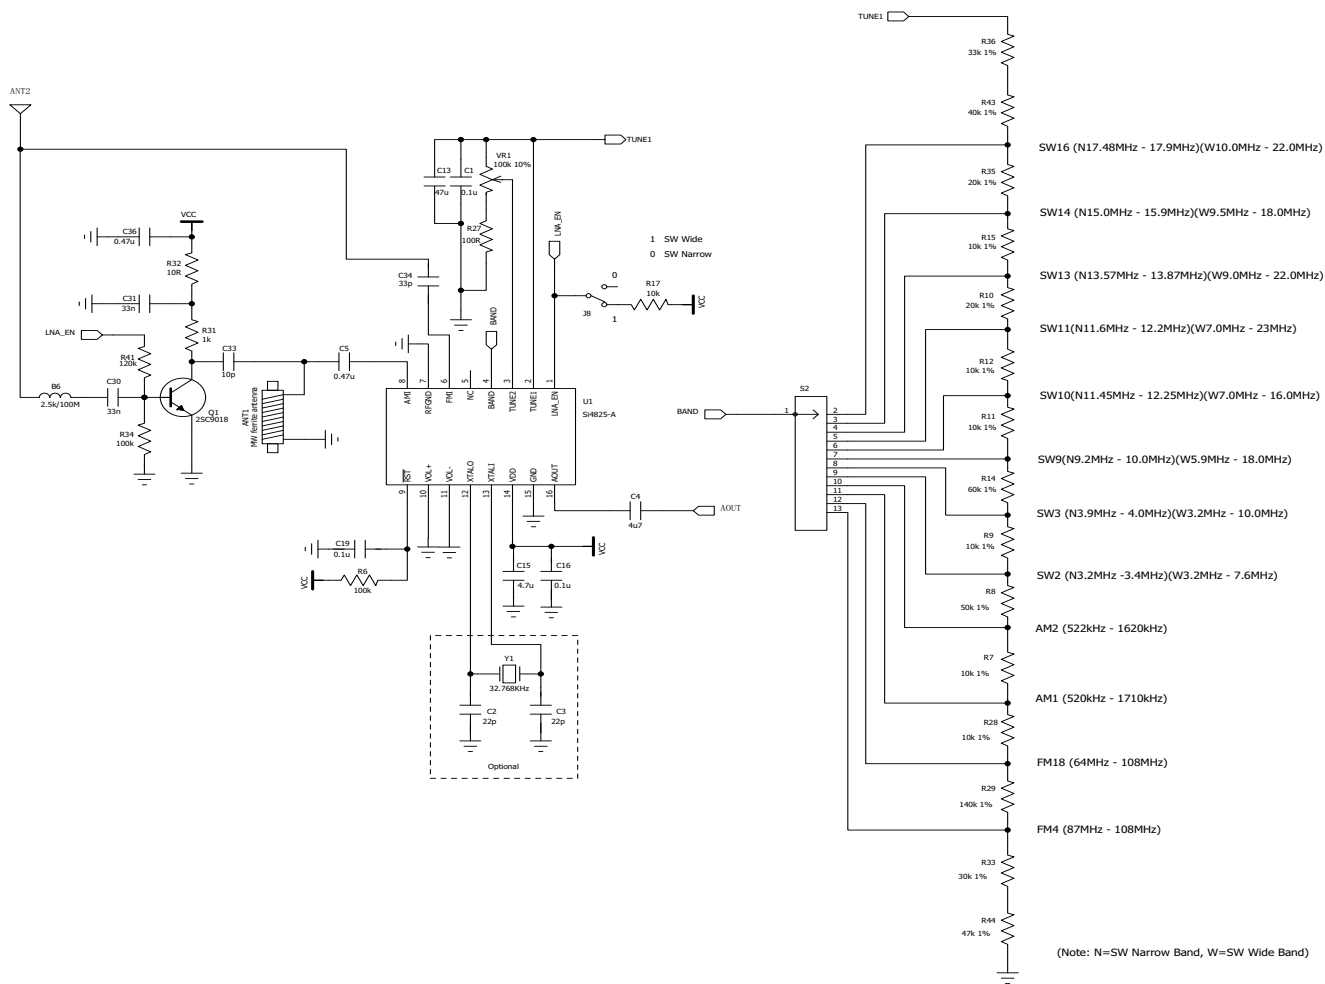 TUNE1
R36
33k 1%
R43
40k 1%
SW16 (N17.48MHz - 17.9MHz)(W10.0MHz - 22.0MHz)
R35
20k 1%
SW14 (N15.0MHz - 15.9MHz)(W9.5MHz - 18.0MHz)
R15
10k 1%
SW13 (N13.57MHz - 13.87MHz)(W9.0MHz - 22.0MHz)
R10
20k 1%
SW11(N11.6MHz - 12.2MHz)(W7.0MHz - 23MHz)
R12
10k 1%
SW10(N11.45MHz - 12.25MHz)(W7.0MHz - 16.0MHz)
R11
10k 1%
SW9(N9.2MHz - 10.0MHz)(W5.9MHz - 18.0MHz)
R14
60k 1%
SW3 (N3.9MHz - 4.0MHz)(W3.2MHz - 10.0MHz)
R9
10k 1%
SW2 (N3.2MHz -3.4MHz)(W3.2MHz - 7.6MHz)
R8
50k 1%
AM2 (522kHz - 1620kHz)
R7
10k 1%
AM1 (520kHz - 1710kHz)
R28
10k 1%
FM18 (64MHz - 108MHz)
R29
140k 1%
FM4 (87MHz - 108MHz)
R33
30k 1%
R44
47k 1%
(Note: N=SW Narrow Band, W=SW Wide Band)
ANT2
TUNE1
VR1
100k 10%
C13
47u
C1
0.1u
R27
100R
LNA_EN
1 SW Wide
0 SW Narrow
VCC
C36
0.47u
R32
10R
C31
33n
R31
1k
LNA_EN
R41
120k
C33
10p
C5
0.47u
C34
33p
BAND
0
J8
1
R17
10k
VCC
B6
2.5k/100M
C30
33n
Q1
2SC9018
R34
100k
ANT1
MW ferrite antenna
8
7
6
5
4
3
2
1
AMI
RFGND
FMI
NC
BAND
TUNE2
TUNE1
LNA_EN
U1
Si4825-A
RST
VOL+
VOL-
XTALO
XTALI
VDD
GND
AOUT
9
10
11
12
13
14
15
16
C4
4u7
AOUT
C19
0.1u
VCC
R6
100k
VCC
C15
4.7u
C16
0.1u
Y1
32.768KHz
C2
22p
C3
22p
Optional
S2
BAND
1
2
3
4
5
6
7
8
9
10
11
12
13